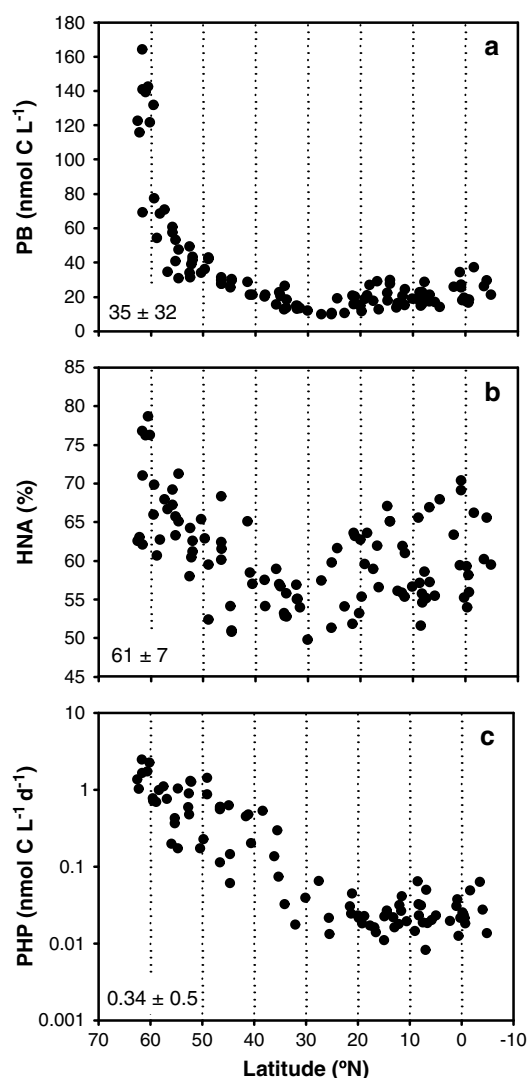 a
180
160
140
120
100
80
60
40
20
0
PB (nmol C L⁻¹)
35 ± 32
b
85
80
75
70
65
60
55
50
45
HNA (%)
61 ± 7
c
10
1
0.1
0.01
0.001
PHP (nmol C L⁻¹ d⁻¹)
0.34 ± 0.5
70 60 50 40 30 20 10 0 -10
Latitude (ºN)